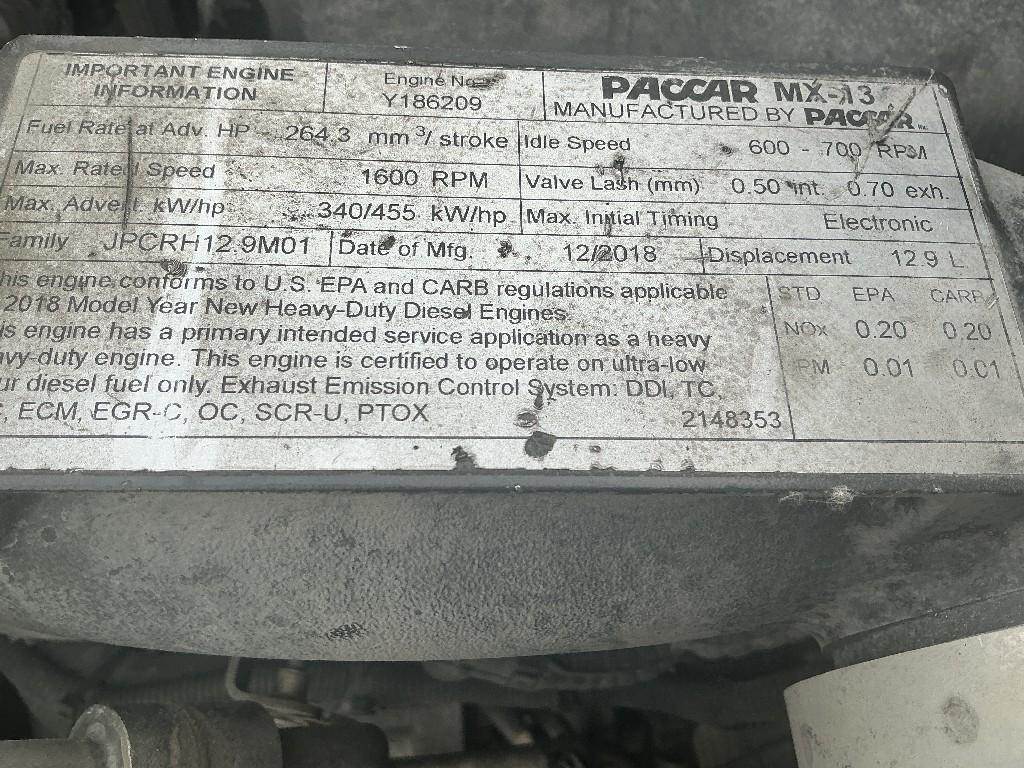 IMPORTANT ENGINE
INFORMATION
Engine No.
Y186209
PACCAR MX-13
MANUFACTURED BY PACCAR INC
Fuel Rate at Adv. HP 264.3 mm³/ stroke
Idle Speed 600 - 700 RPM
Max. Rated Speed 1600 RPM
Valve Lash (mm) 0.50 int. 0.70 exh.
Max. Advert. kW/hp 340/455 kW/hp
Max. Initial Timing Electronic
Family JPCRH12.9M01
Date of Mfg. 12/2018
Displacement 12.9 L
his engine conforms to U.S. EPA and CARB regulations applicable
2018 Model Year New Heavy-Duty Diesel Engines.
is engine has a primary intended service application as a heavy
avy-duty engine. This engine is certified to operate on ultra-low
ur diesel fuel only. Exhaust Emission Control System: DDI, TC,
, ECM, EGR-C, OC, SCR-U, PTOX 2148353
STD EPA CARB
NOx 0.20 0.20
PM 0.01 0.01